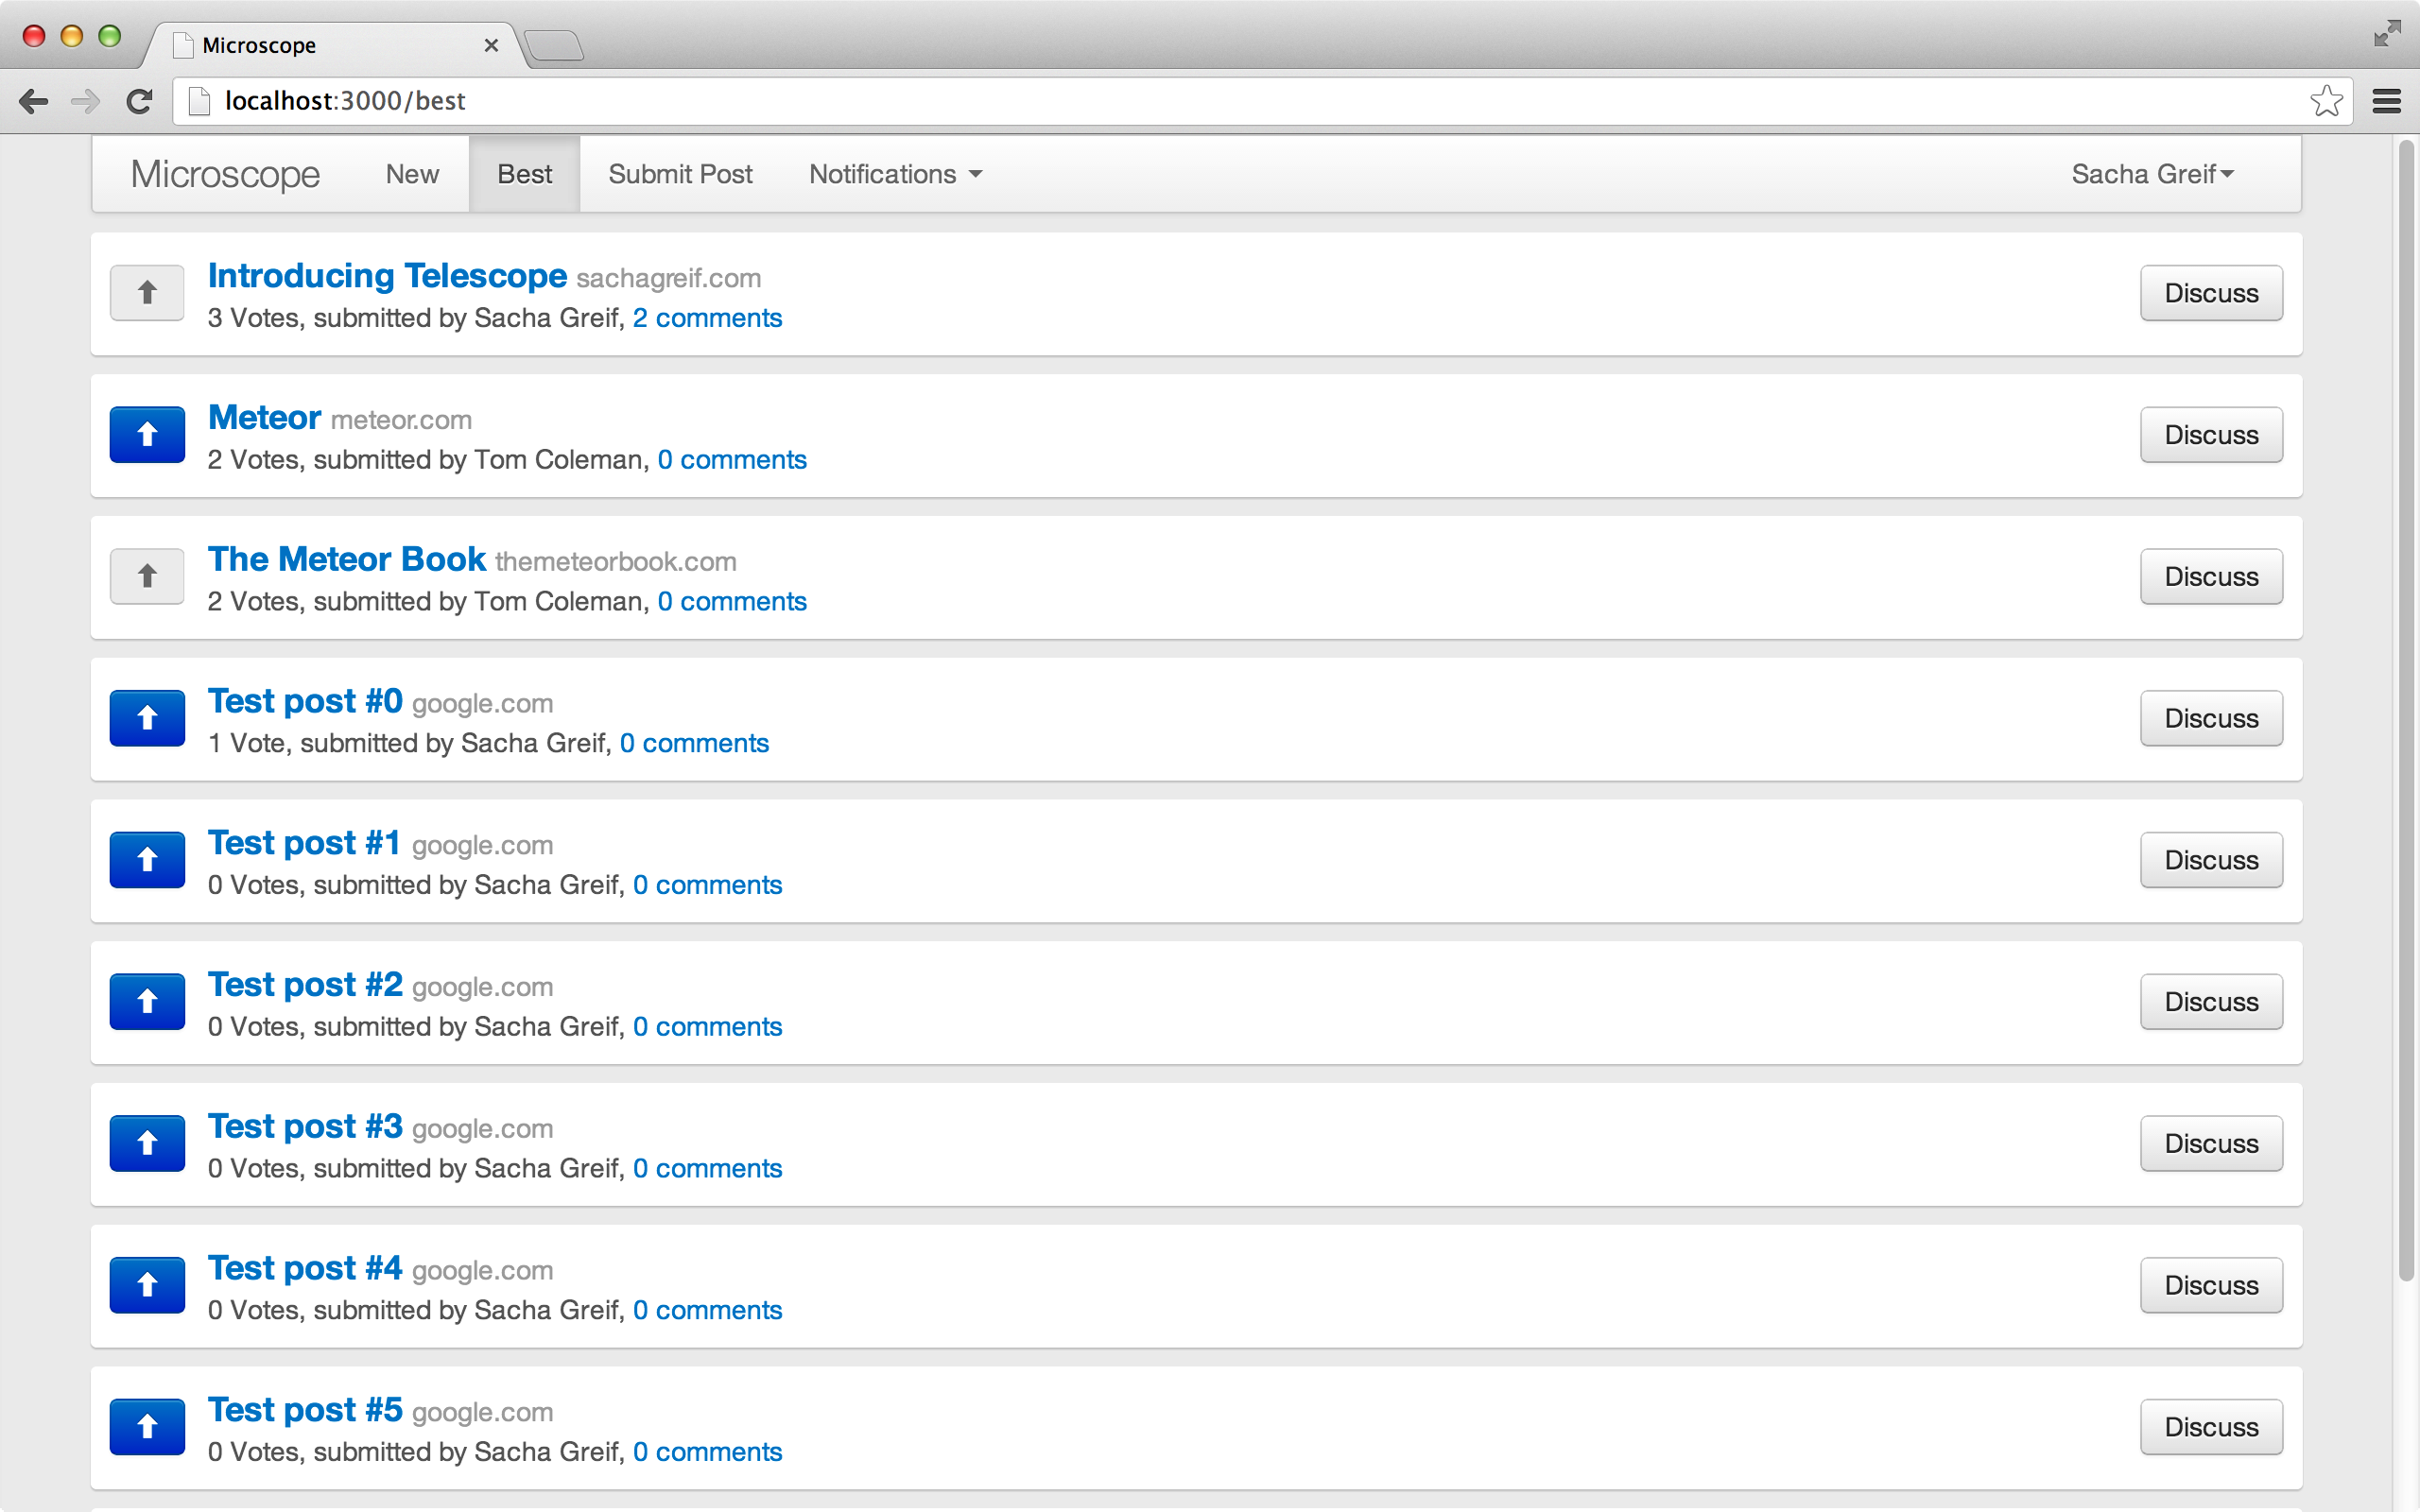 Microscope
localhost:3000/best
Microscope New Best Submit Post Notifications Sacha Greif
Introducing Telescope sachagreif.com
3 Votes, submitted by Sacha Greif, 2 comments
Discuss
Meteor meteor.com
2 Votes, submitted by Tom Coleman, 0 comments
Discuss
The Meteor Book themeteorbook.com
2 Votes, submitted by Tom Coleman, 0 comments
Discuss
Test post #0 google.com
1 Vote, submitted by Sacha Greif, 0 comments
Discuss
Test post #1 google.com
0 Votes, submitted by Sacha Greif, 0 comments
Discuss
Test post #2 google.com
0 Votes, submitted by Sacha Greif, 0 comments
Discuss
Test post #3 google.com
0 Votes, submitted by Sacha Greif, 0 comments
Discuss
Test post #4 google.com
0 Votes, submitted by Sacha Greif, 0 comments
Discuss
Test post #5 google.com
0 Votes, submitted by Sacha Greif, 0 comments
Discuss